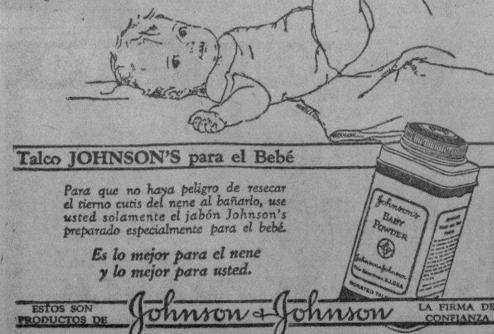 Talco JOHNSON'S para el Bebé
Para que no haya peligro de resecar
el tierno cutis del nene al bañarlo, use
usted solamente el jabón Johnson's
preparado especialmente para el bebé.
Es lo mejor para el nene
y lo mejor para usted.
Johnson's
BABY
POWDER
Johnson & Johnson
ESTOS SON
PRODUCTOS DE
Johnson & Johnson
LA FIRMA DE
CONFIANZA